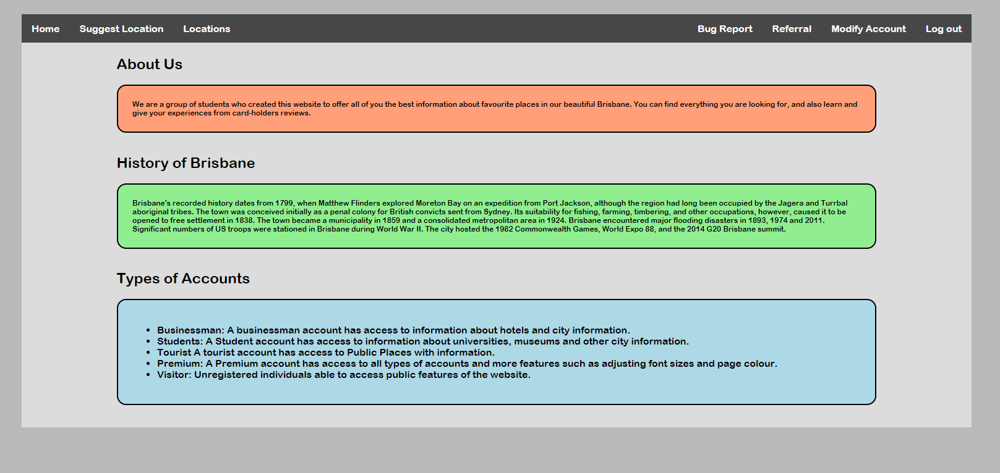 Home Suggest Location Locations Bug Report Referral Modify Account Log out
About Us
We are a group of students who created this website to offer all of you the best information about favourite places in our beautiful Brisbane. You can find everything you are looking for, and also learn and
give your experiences from card-holders reviews.
History of Brisbane
Brisbane's recorded history dates from 1799, when Matthew Flinders explored Moreton Bay on an expedition from Port Jackson, although the region had long been occupied by the Jagera and Turrbal
aboriginal tribes. The town was conceived initially as a penal colony for British convicts sent from Sydney. Its suitability for fishing, farming, timbering, and other occupations, however, caused it to be
opened to free settlement in 1838. The town became a municipality in 1859 and a consolidated metropolitan area in 1924. Brisbane encountered major flooding disasters in 1893, 1974 and 2011.
Significant numbers of US troops were stationed in Brisbane during World War II. The city hosted the 1982 Commonwealth Games, World Expo 88, and the 2014 G20 Brisbane summit.
Types of Accounts
• Businessman: A businessman account has access to information about hotels and city information.
• Students: A Student account has access to information about universities, museums and other city information.
• Tourist A tourist account has access to Public Places with information.
• Premium: A Premium account has access to all types of accounts and more features such as adjusting font sizes and page colour.
• Visitor: Unregistered individuals able to access public features of the website.